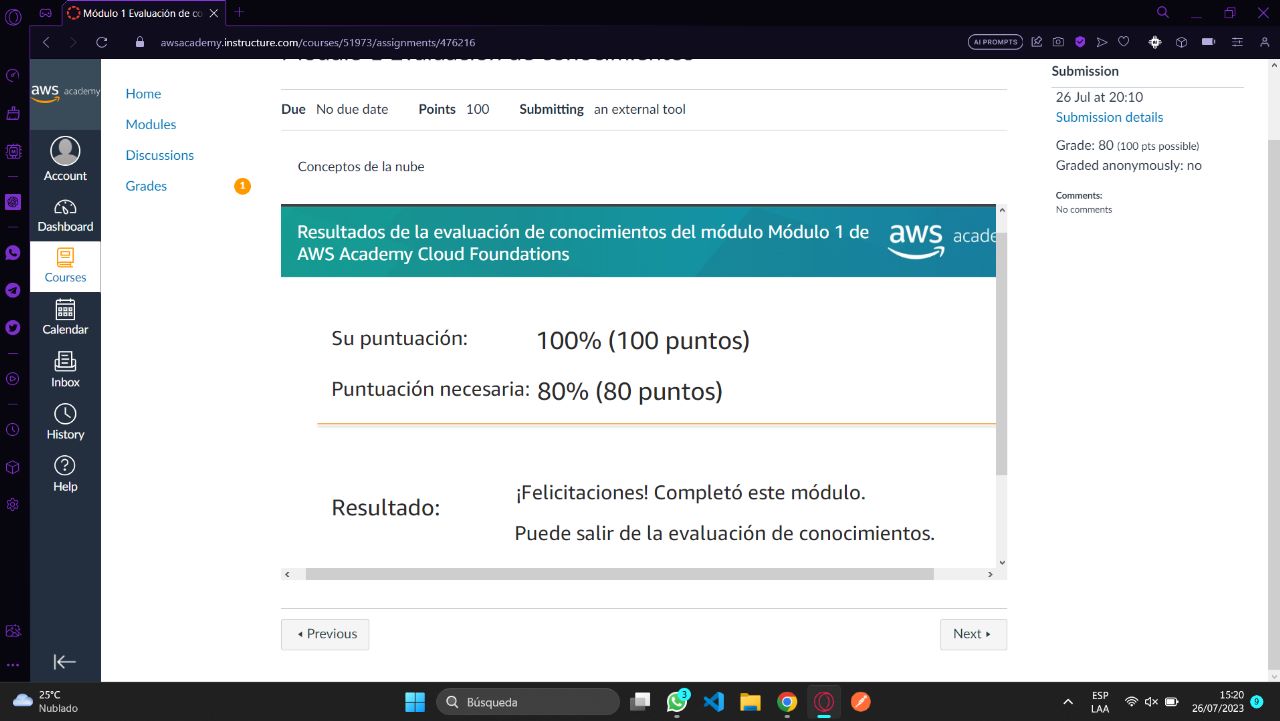 Módulo 1 Evaluación de co
awsacademy.instructure.com/courses/51973/assignments/476216
AI PROMPTS
aws academy
Account
Dashboard
Courses
Calendar
Inbox
History
Help
Home
Modules
Discussions
Grades 1
Módulo 1 Evaluación de conocimientos
Due No due date Points 100 Submitting an external tool
Conceptos de la nube
Resultados de la evaluación de conocimientos del módulo Módulo 1 de
AWS Academy Cloud Foundations
aws acade
Su puntuación: 100% (100 puntos)
Puntuación necesaria: 80% (80 puntos)
Resultado:
¡Felicitaciones! Completó este módulo.
Puede salir de la evaluación de conocimientos.
Previous
Next
Submission
26 Jul at 20:10
Submission details
Grade: 80 (100 pts possible)
Graded anonymously: no
Comments:
No comments
25°C
Nublado
Búsqueda
3
ESP
LAA
15:20
26/07/2023
9